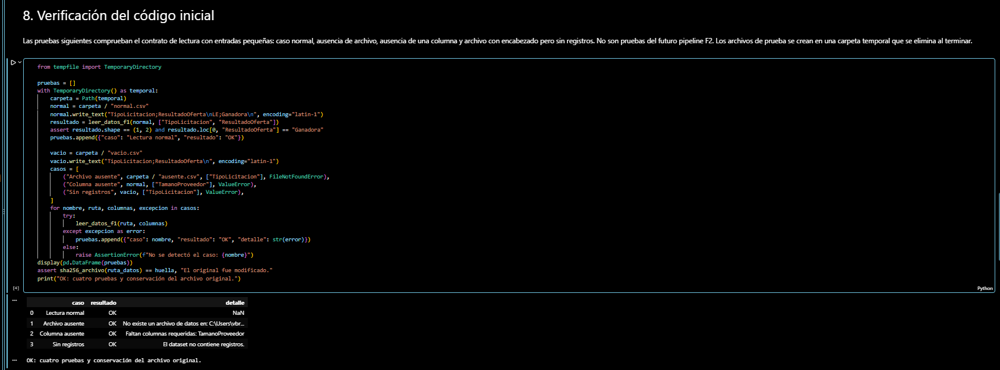 8. Verificación del código inicial
Las pruebas siguientes comprueban el contrato de lectura con entradas pequeñas: caso normal, ausencia de archivo, ausencia de una columna y archivo con encabezado pero sin registros. No son pruebas del futuro pipeline F2. Los archivos de prueba se crean en una carpeta temporal que se elimina al terminar.
from tempfile import TemporaryDirectory
pruebas = []
with TemporaryDirectory() as temporal:
    carpeta = Path(temporal)
    normal = carpeta / "normal.csv"
    normal.write_text("TipoLicitacion;ResultadoOferta\nLE;Ganadora\n", encoding="latin-1")
    resultado = leer_datos_f1(normal, ["TipoLicitacion", "ResultadoOferta"])
    assert resultado.shape == (1, 2) and resultado.loc[0, "ResultadoOferta"] == "Ganadora"
    pruebas.append({"caso": "Lectura normal", "resultado": "OK"})
    vacio = carpeta / "vacio.csv"
    vacio.write_text("TipoLicitacion;ResultadoOferta\n", encoding="latin-1")
    casos = [
        ("Archivo ausente", carpeta / "ausente.csv", ["TipoLicitacion"], FileNotFoundError),
        ("Columna ausente", normal, ["TamanoProveedor"], ValueError),
        ("Sin registros", vacio, ["TipoLicitacion"], ValueError),
    ]
    for nombre, ruta, columnas, excepcion in casos:
        try:
            leer_datos_f1(ruta, columnas)
        except excepcion as error:
            pruebas.append({"caso": nombre, "resultado": "OK", "detalle": str(error)})
        else:
            raise AssertionError(f"No se detectó el caso: {nombre}")
display(pd.DataFrame(pruebas))
assert sha256_archivo(ruta_datos) == huella, "El original fue modificado."
print("OK: cuatro pruebas y conservación del archivo original.")
[4]
Python
caso resultado detalle
0 Lectura normal OK NaN
1 Archivo ausente OK No existe un archivo de datos en: C:\Users\vbr...
2 Columna ausente OK Faltan columnas requeridas: TamanoProveedor
3 Sin registros OK El dataset no contiene registros.
OK: cuatro pruebas y conservación del archivo original.